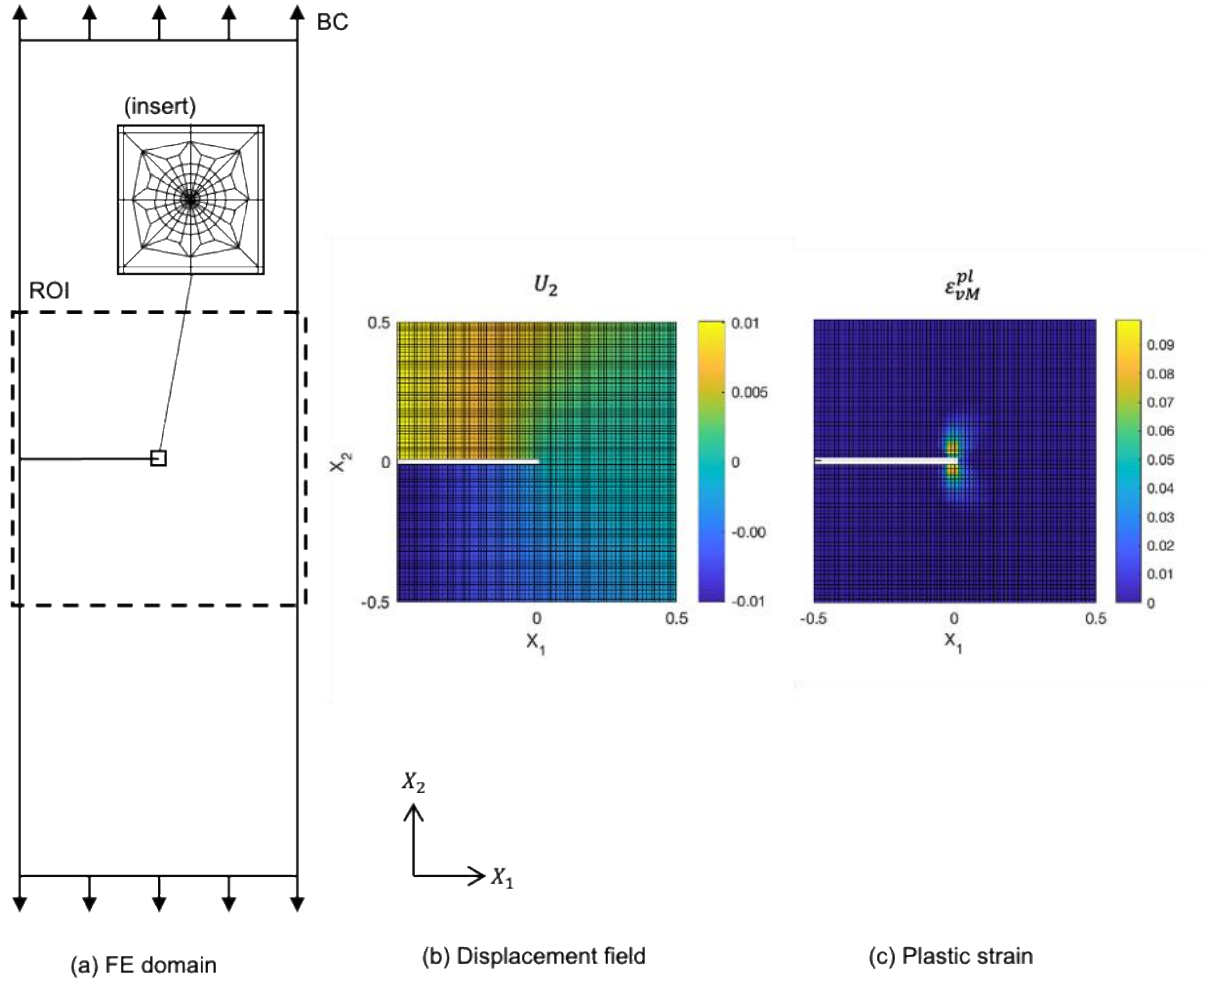 BC
(insert)
ROI
U₂
0.5
0
-0.5
X₂
0
0.5
X₁
0.01
0.005
0
-0.00
-0.01
ε_vM^pl
-0.5
0
0.5
X₁
0.09
0.08
0.07
0.06
0.05
0.04
0.03
0.02
0.01
0
X₂
X₁
(a) FE domain
(b) Displacement field
(c) Plastic strain